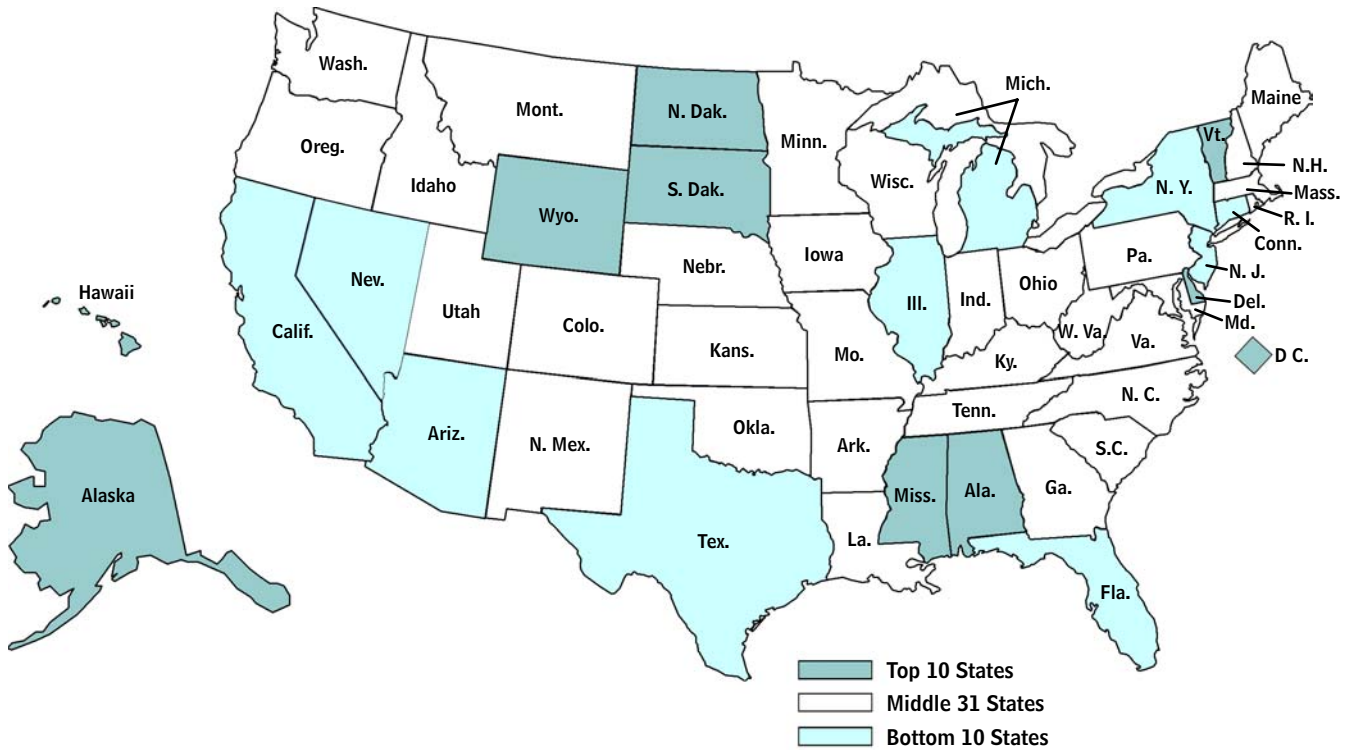 Wash.
Mont.
N. Dak.
Minn.
Mich.
Maine
Vt.
Oreg.
Idaho
S. Dak.
Wisc.
N. Y.
N.H.
Mass.
R. I.
Conn.
Wyo.
Nebr.
Iowa
Pa.
N. J.
Nev.
Utah
Colo.
Ill.
Ind.
Ohio
Del.
Md.
Hawaii
Calif.
Kans.
Mo.
W. Va.
Va.
Ky.
D C.
Ariz.
N. Mex.
Okla.
Ark.
Tenn.
N. C.
S.C.
Alaska
Tex.
La.
Miss.
Ala.
Ga.
Fla.
Top 10 States
Middle 31 States
Bottom 10 States